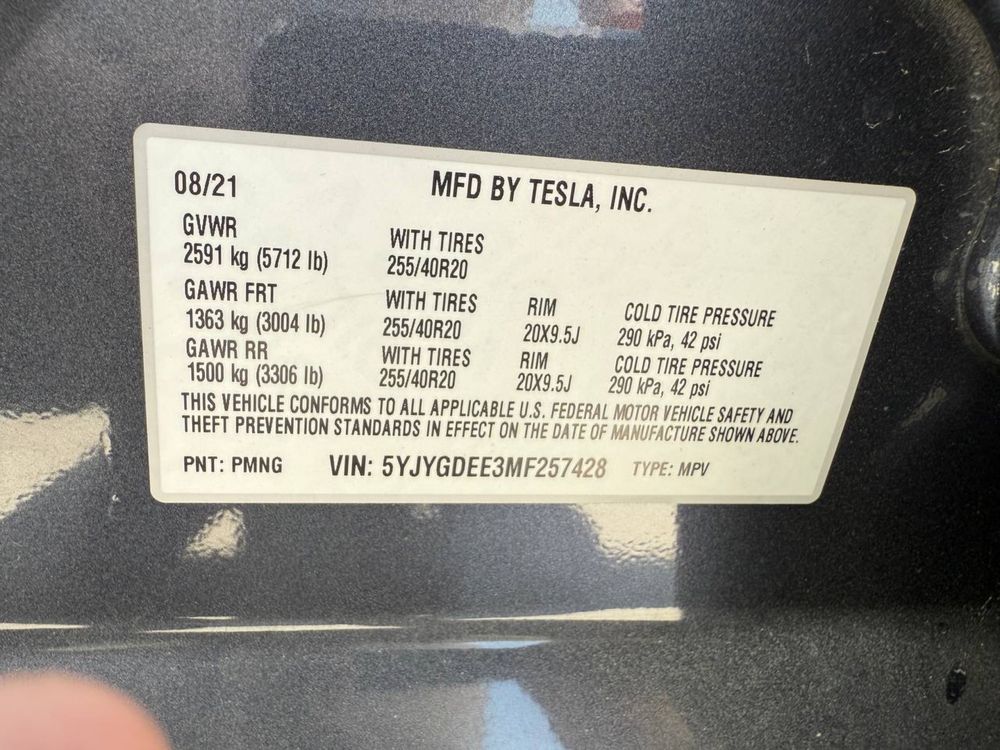 08/21 MFD BY TESLA, INC.
GVWR WITH TIRES
2591 kg (5712 lb) 255/40R20
GAWR FRT WITH TIRES RIM COLD TIRE PRESSURE
1363 kg (3004 lb) 255/40R20 20X9.5J 290 kPa, 42 psi
GAWR RR WITH TIRES RIM COLD TIRE PRESSURE
1500 kg (3306 lb) 255/40R20 20X9.5J 290 kPa, 42 psi
THIS VEHICLE CONFORMS TO ALL APPLICABLE U.S. FEDERAL MOTOR VEHICLE SAFETY AND
THEFT PREVENTION STANDARDS IN EFFECT ON THE DATE OF MANUFACTURE SHOWN ABOVE.
PNT: PMNG VIN: 5YJYGDEE3MF257428 TYPE: MPV